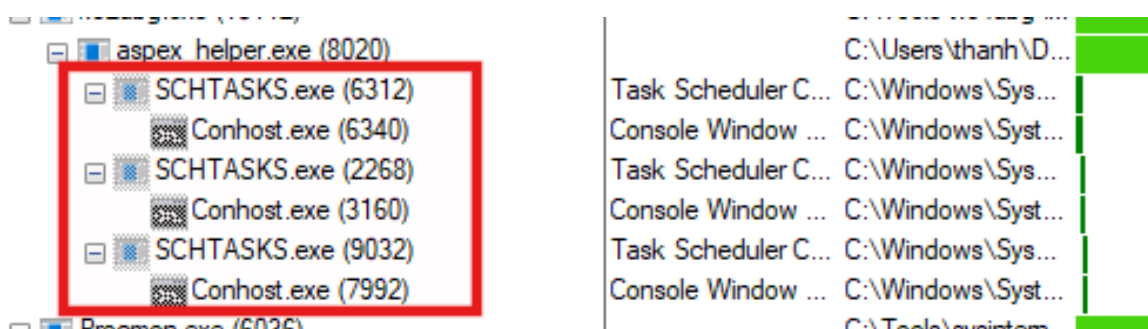 aspex_helper.exe (8020) C:\Users\thanh\D...
SCHTASKS.exe (6312) Task Scheduler C... C:\Windows\Sys...
Conhost.exe (6340) Console Window ... C:\Windows\Syst...
SCHTASKS.exe (2268) Task Scheduler C... C:\Windows\Sys...
Conhost.exe (3160) Console Window ... C:\Windows\Syst...
SCHTASKS.exe (9032) Task Scheduler C... C:\Windows\Sys...
Conhost.exe (7992) Console Window ... C:\Windows\Syst...